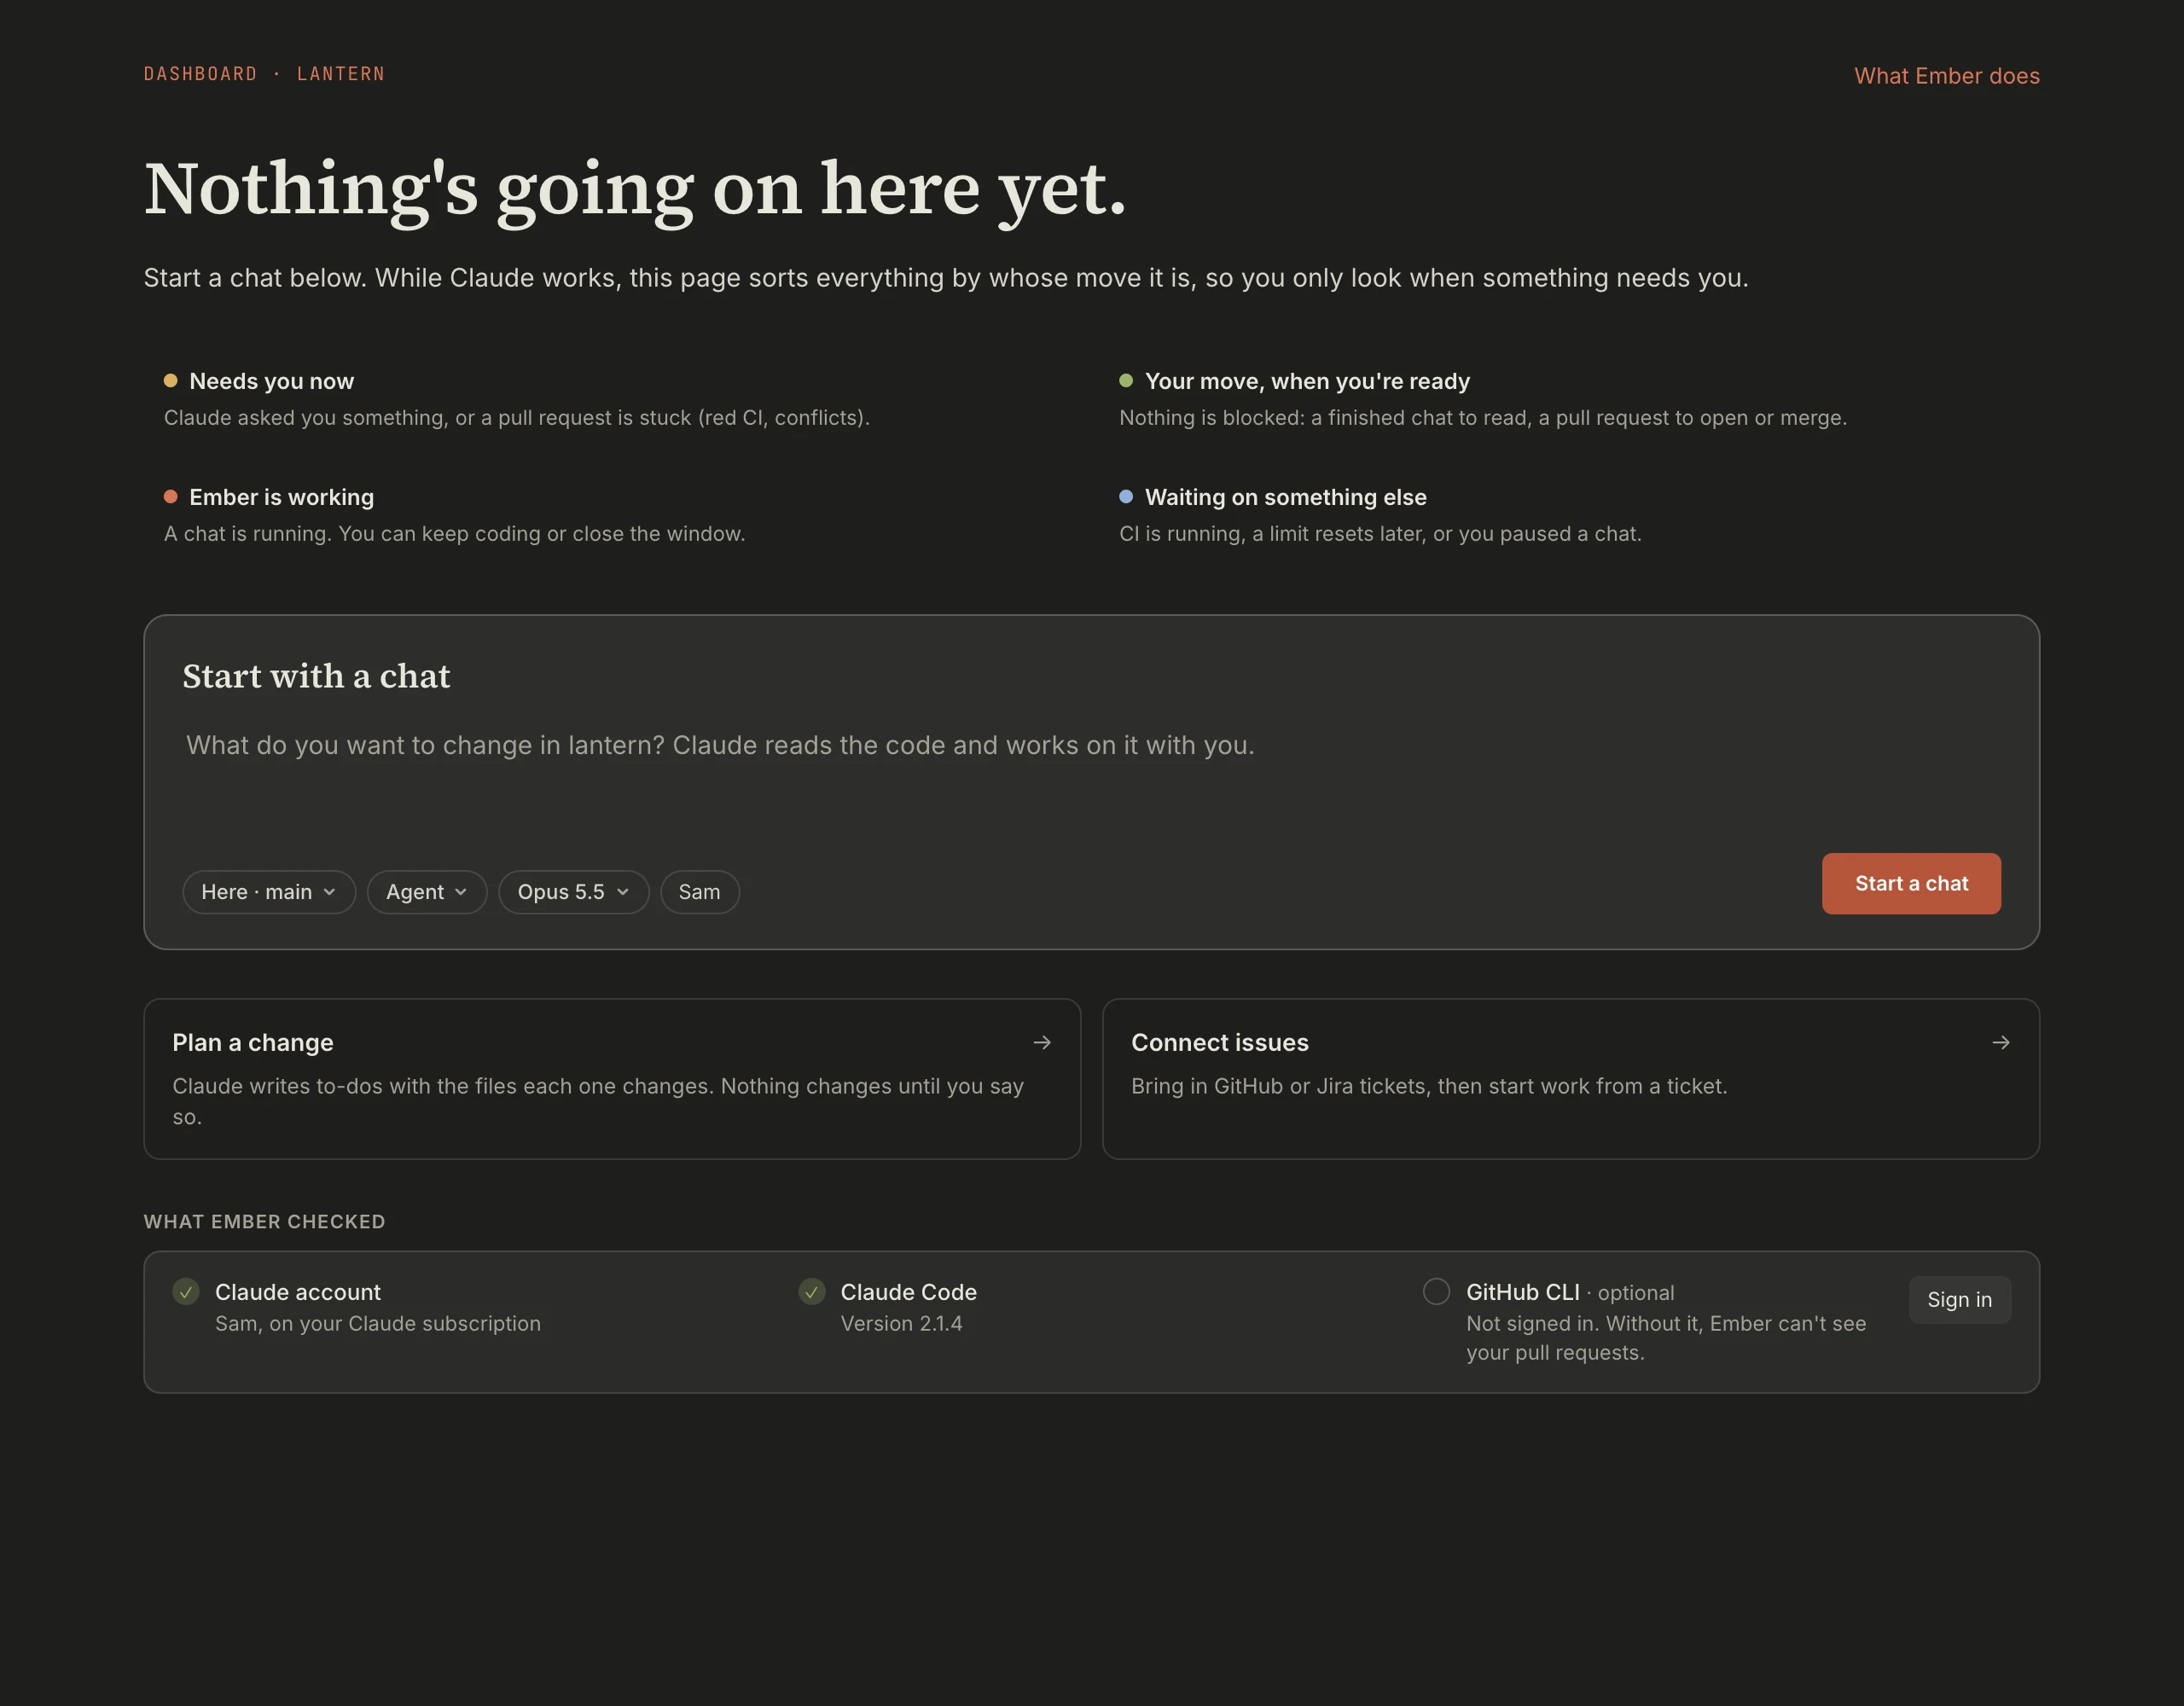 DASHBOARD · LANTERN
What Ember does
Nothing's going on here yet.
Start a chat below. While Claude works, this page sorts everything by whose move it is, so you only look when something needs you.
Needs you now
Claude asked you something, or a pull request is stuck (red CI, conflicts).
Your move, when you're ready
Nothing is blocked: a finished chat to read, a pull request to open or merge.
Ember is working
A chat is running. You can keep coding or close the window.
Waiting on something else
CI is running, a limit resets later, or you paused a chat.
Start with a chat
What do you want to change in lantern? Claude reads the code and works on it with you.
Here · main
Agent
Opus 5.5
Sam
Start a chat
Plan a change
Claude writes to-dos with the files each one changes. Nothing changes until you say
so.
Connect issues
Bring in GitHub or Jira tickets, then start work from a ticket.
WHAT EMBER CHECKED
Claude account
Sam, on your Claude subscription
Claude Code
Version 2.1.4
GitHub CLI · optional
Not signed in. Without it, Ember can't see
your pull requests.
Sign in